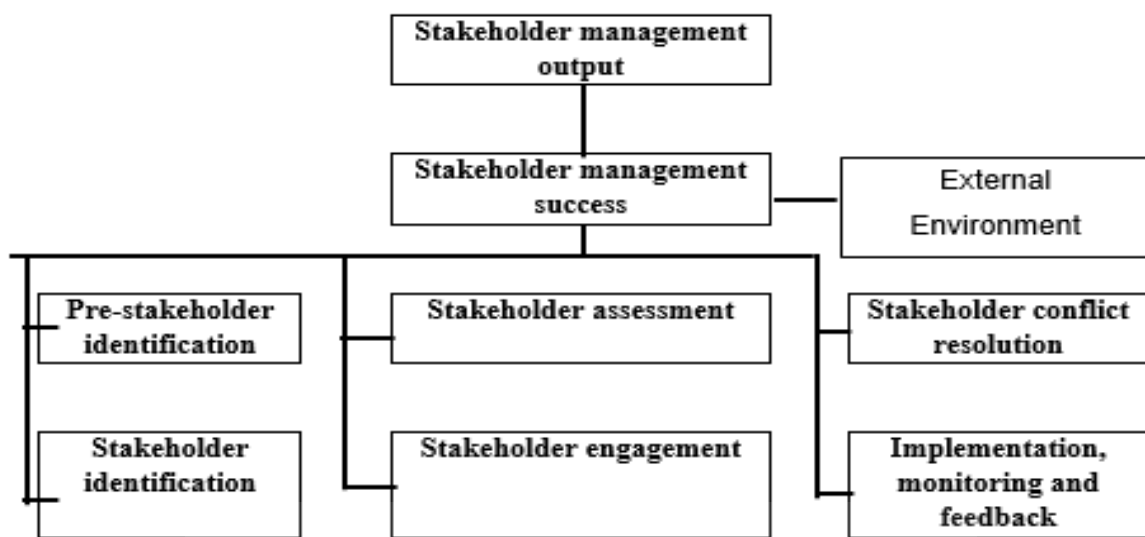 Stakeholder management
output
Stakeholder management
success
External
Environment
Pre-stakeholder
identification
Stakeholder assessment
Stakeholder conflict
resolution
Stakeholder
identification
Stakeholder engagement
Implementation,
monitoring and
feedback